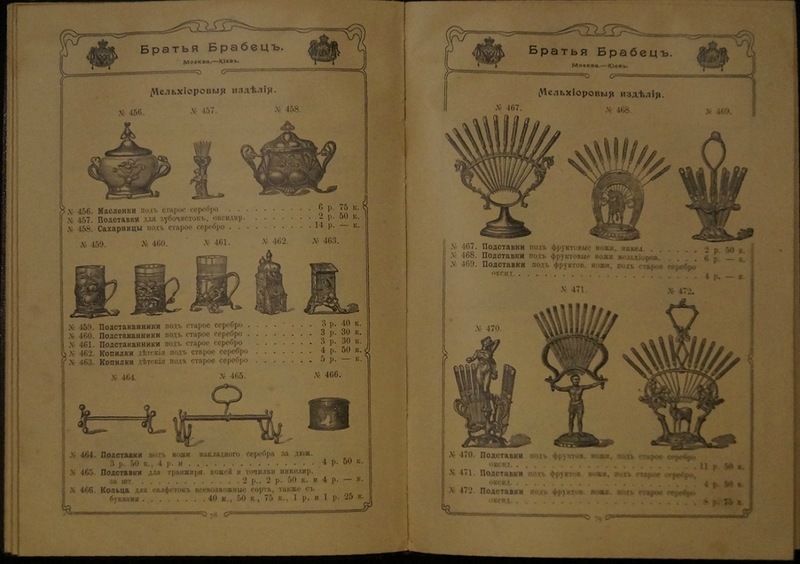 Братья Брабецъ.
Москва.—Кіевъ.
Мельхіоровыя издѣлія.
№ 456. № 457. № 458.
№ 456. Масленки подъ старое серебро . . . . . . . . 6 р. 75 к.
№ 457. Подставки для зубочистокъ, оксидир. . . . . . . . 2 р. 50 к.
№ 458. Сахарницы подъ старое серебро . . . . . . . . 14 р. — к.
№ 459. № 460. № 461. № 462. № 463.
№ 459. Подстаканники подъ старое серебро . . . . . . . . 3 р. 40 к.
№ 460. Подстаканники подъ старое серебро . . . . . . . . 3 р. 30 к.
№ 461. Подстаканники подъ старое серебро . . . . . . . . 3 р. 30 к.
№ 462. Копилки дѣтскія подъ старое серебро . . . . . . . . 4 р. 50 к.
№ 463. Копилки дѣтскія подъ старое серебро . . . . . . . . 5 р. — к.
№ 464. № 465. № 466.
№ 464. Подставки подъ ножи накладного серебра за дюж.
3 р. 50 к., 4 р. и . . . . . . . . 4 р. 50 к.
№ 465. Подставки для транжирн. ножей и точилки никелир.
за шт. . . . . . . . . 2 р., 2 р. 50 к. и 4 р. — к.
№ 466. Кольца для салфетокъ всевозможные сорта, также съ
буквами . . . . . . . . 40 к., 50 к., 75 к., 1 р. и 1 р. 25 к.
78
Братья Брабецъ.
Москва.—Кіевъ.
Мельхіоровыя издѣлія.
№ 467. № 468. № 469.
№ 467. Подставки подъ фруктовые ножи, никел. . . . . . . . 2 р. 50 к.
№ 468. Подставки подъ фруктовые ножи мельхіоров. . . . . . 6 р. — к.
№ 469. Подставки подъ фруктов. ножи, подъ старое серебро
оксид. . . . . . . . . 4 р. — к.
№ 470. № 471. № 472.
№ 470. Подставки подъ фруктов. ножи, подъ старое серебро
оксид. . . . . . . . . 11 р. 50 к.
№ 471. Подставки подъ фруктов. ножи, подъ старое серебро
оксид. . . . . . . . . 4 р. 50 к.
№ 472. Подставки подъ фруктов. ножи, подъ старое серебро
оксид. . . . . . . . . 8 р. 75 к.
79